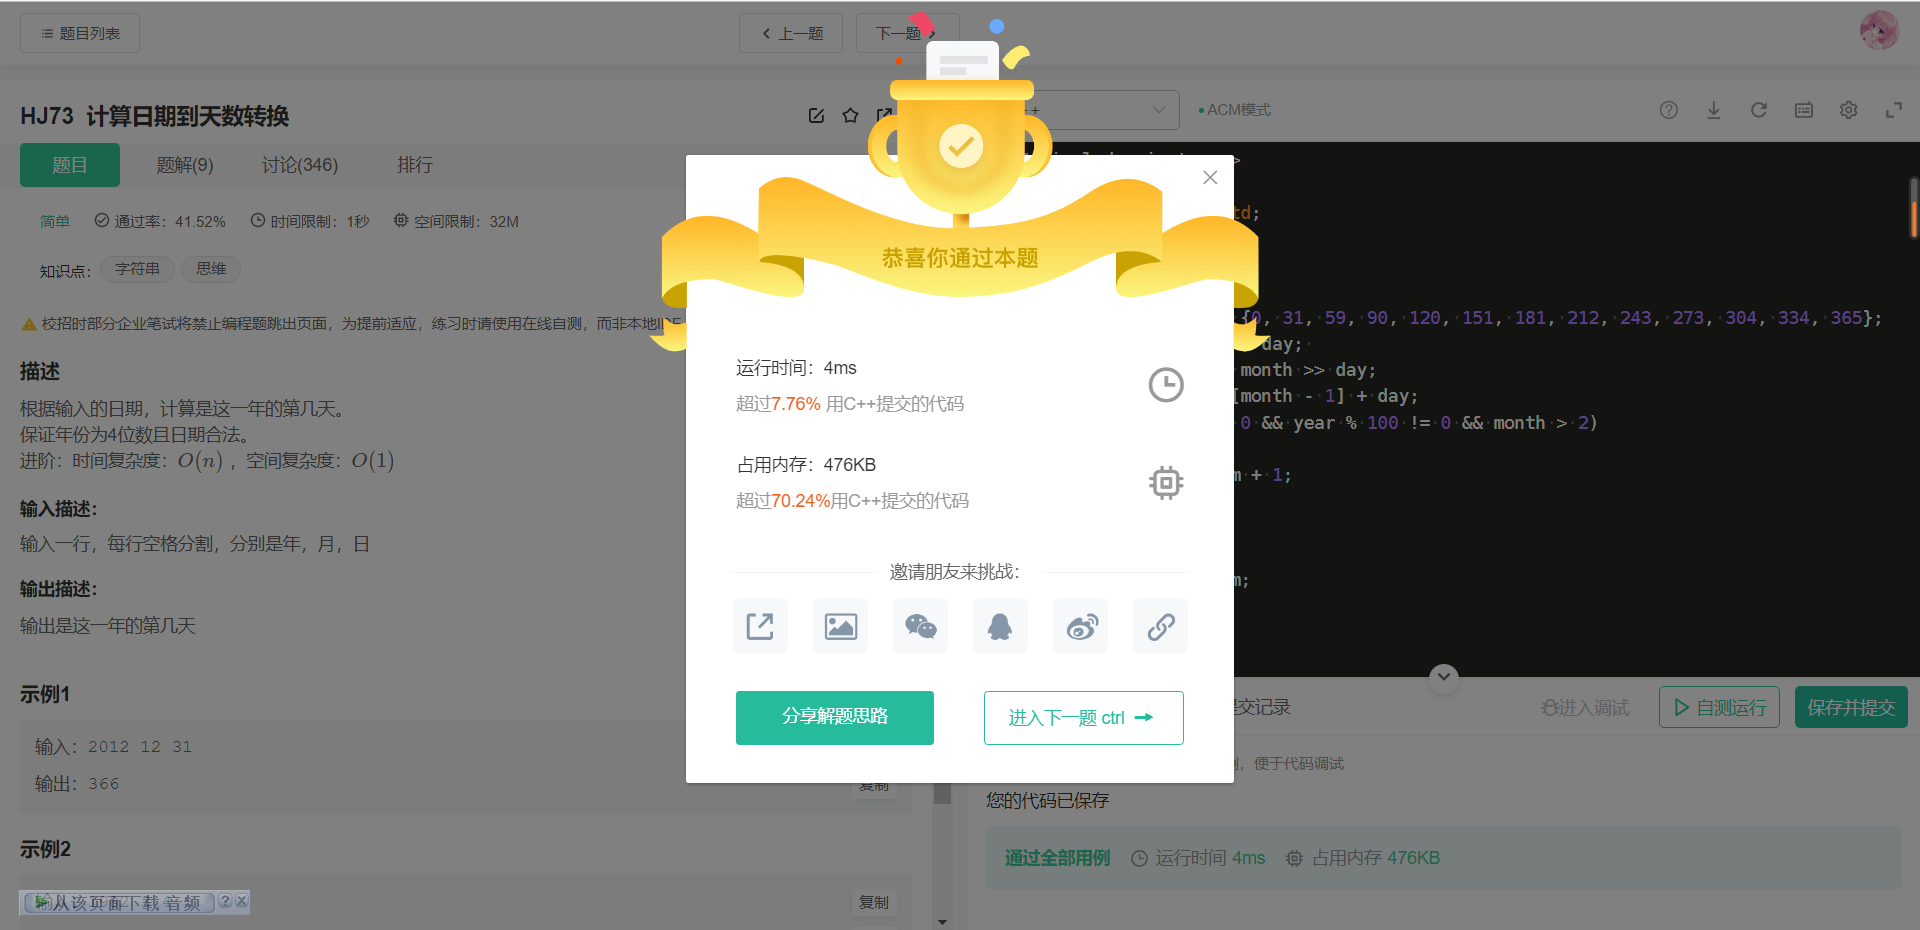 题目列表
上一题
下一题
HJ73 计算日期到天数转换
ACM模式
题目
题解(9)
讨论(346)
排行
简单
通过率：41.52%
时间限制：1秒
空间限制：32M
知识点：
字符串
思维
校招时部分企业笔试将禁止编程题跳出页面，为提前适应，练习时请使用在线自测，而非本地IDE
描述
根据输入的日期，计算是这一年的第几天。
保证年份为4位数且日期合法。
进阶：时间复杂度：O(n)，空间复杂度：O(1)
输入描述：
输入一行，每行空格分割，分别是年，月，日
输出描述：
输出是这一年的第几天
示例1
输入：2012 12 31
输出：366
复制
示例2
复制
从该页面下载音频
恭喜你通过本题
运行时间：4ms
超过7.76% 用C++提交的代码
占用内存：476KB
超过70.24%用C++提交的代码
邀请朋友来挑战：
分享解题思路
进入下一题 ctrl
td;
{0, 31, 59, 90, 120, 151, 181, 212, 243, 273, 304, 334, 365};
day;
month >> day;
[month - 1] + day;
0 && year % 100 != 0 && month > 2)
+ 1;
交记录
进入调试
自测运行
保存并提交
，便于代码调试
您的代码已保存
通过全部用例
运行时间 4ms
占用内存 476KB